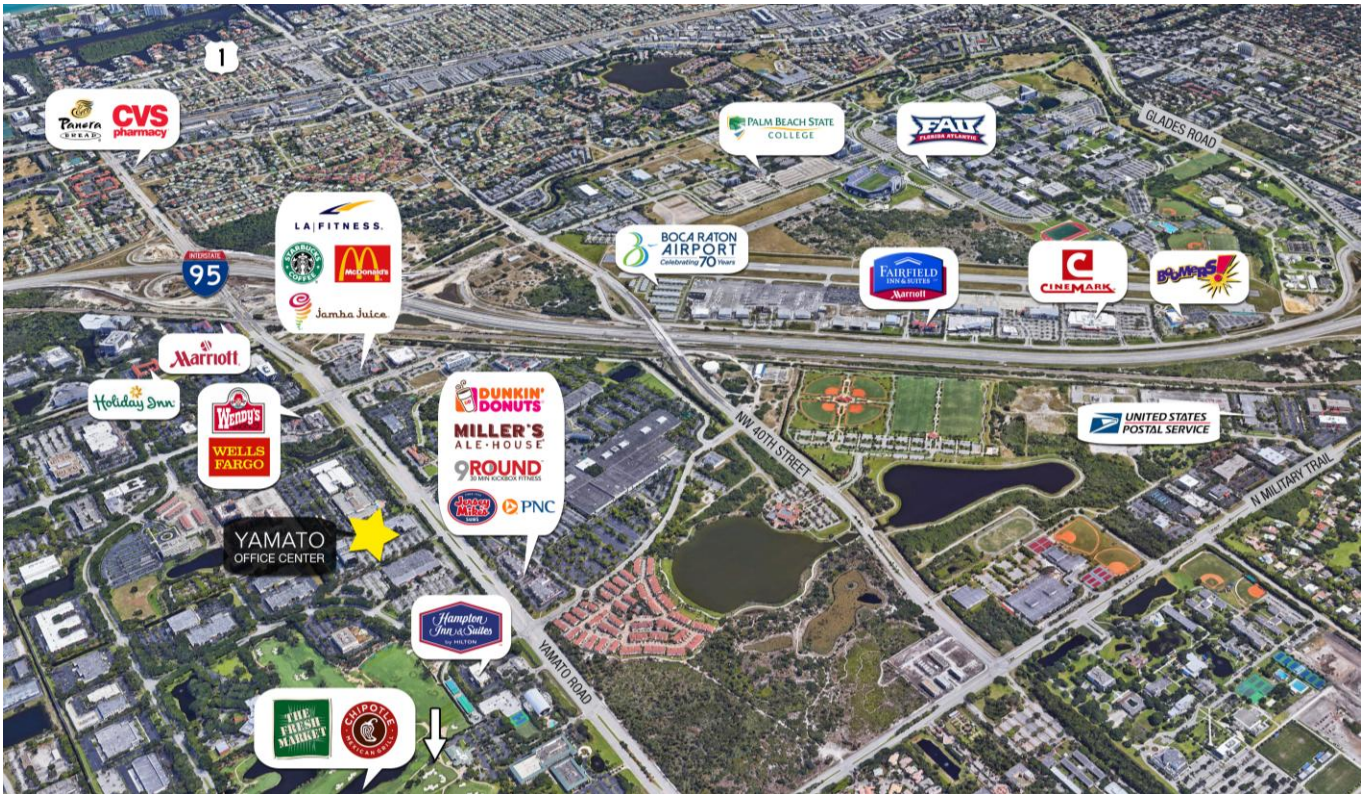 1
Panera
BREAD
CVS
pharmacy
PALM BEACH STATE
COLLEGE
FAU
FLORIDA ATLANTIC
GLADES ROAD
LA|FITNESS.
STARBUCKS
COFFEE
McDonald's
Jamba Juice
INTERSTATE
95
BOCA RATON
AIRPORT
Celebrating 70 Years
FAIRFIELD
INN & SUITES
Marriott
CINEMARK
BOOMERS!
Marriott
Holiday Inn
WENDY'S
WELLS
FARGO
DUNKIN'
DONUTS
MILLER'S
ALE·HOUSE
9ROUND
30 MIN KICKBOX FITNESS
Jersey
Mike's
SUBS
PNC
NW 40TH STREET
UNITED STATES
POSTAL SERVICE
N MILITARY TRAIL
YAMATO
OFFICE CENTER
Hampton
Inn & Suites
by HILTON
YAMATO ROAD
THE
FRESH
MARKET
CHIPOTLE
MEXICAN GRILL